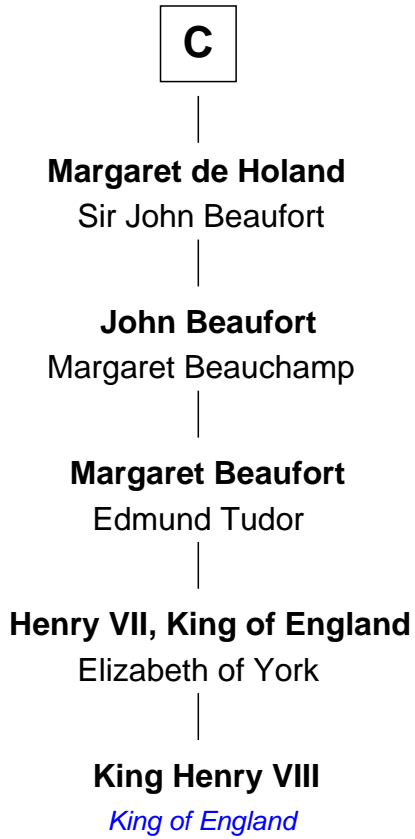 C
Margaret de Holand
Sir John Beaufort
John Beaufort
Margaret Beauchamp
Margaret Beaufort
Edmund Tudor
Henry VII, King of England
Elizabeth of York
King Henry VIII
King of England